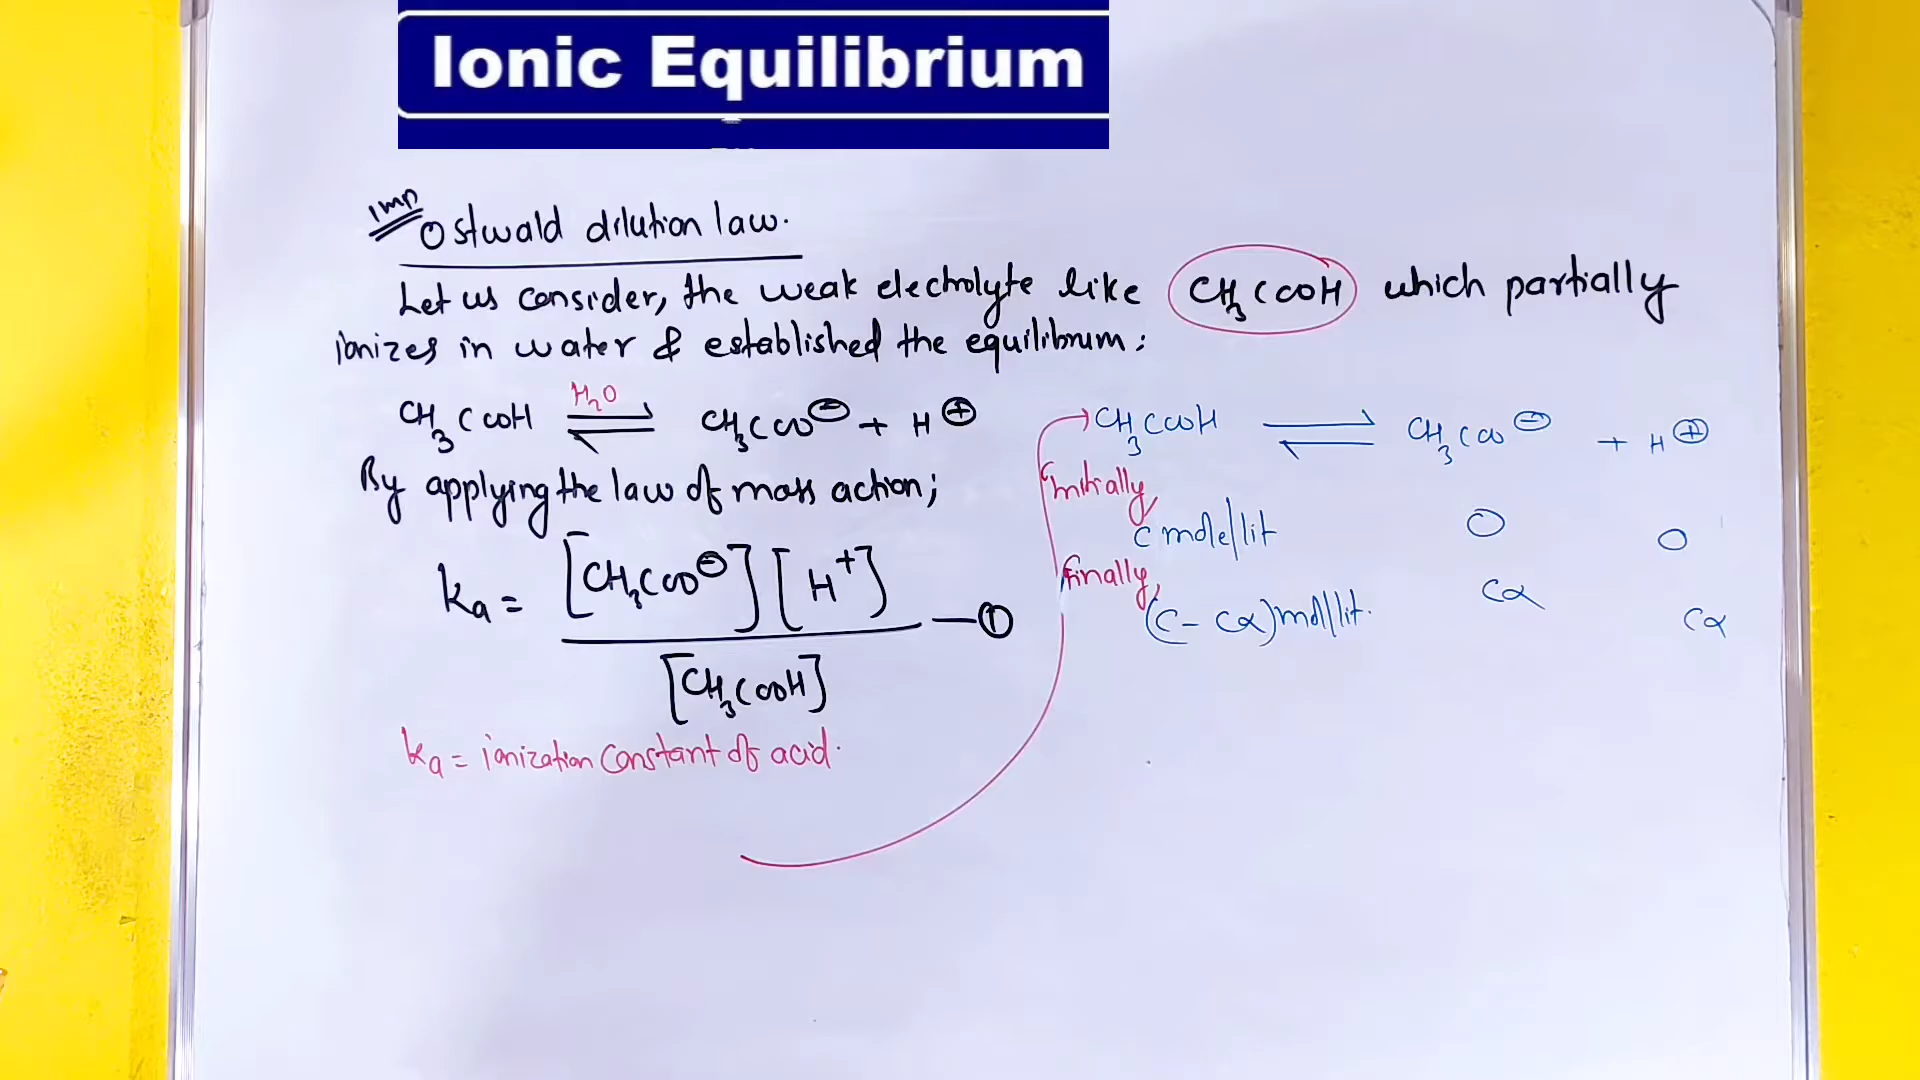 Ionic Equilibrium
imp
Ostwald dilution law.
Let us consider, the weak electrolyte like CH₃COOH which partially
ionizes in water & established the equilibrium:
CH₃COOH ⇌ CH₃COO⊖ + H⊕
H₂O
By applying the law of mass action;
Ka = [CH₃COO⊖] [H⁺] —①
[CH₃COOH]
Ka = ionization constant of acid.
CH₃COOH ⇌ CH₃COO⊖ + H⊕
Initially,
C mole/lit 0 0
finally,
(C - Cα) mol/lit. Cα Cα